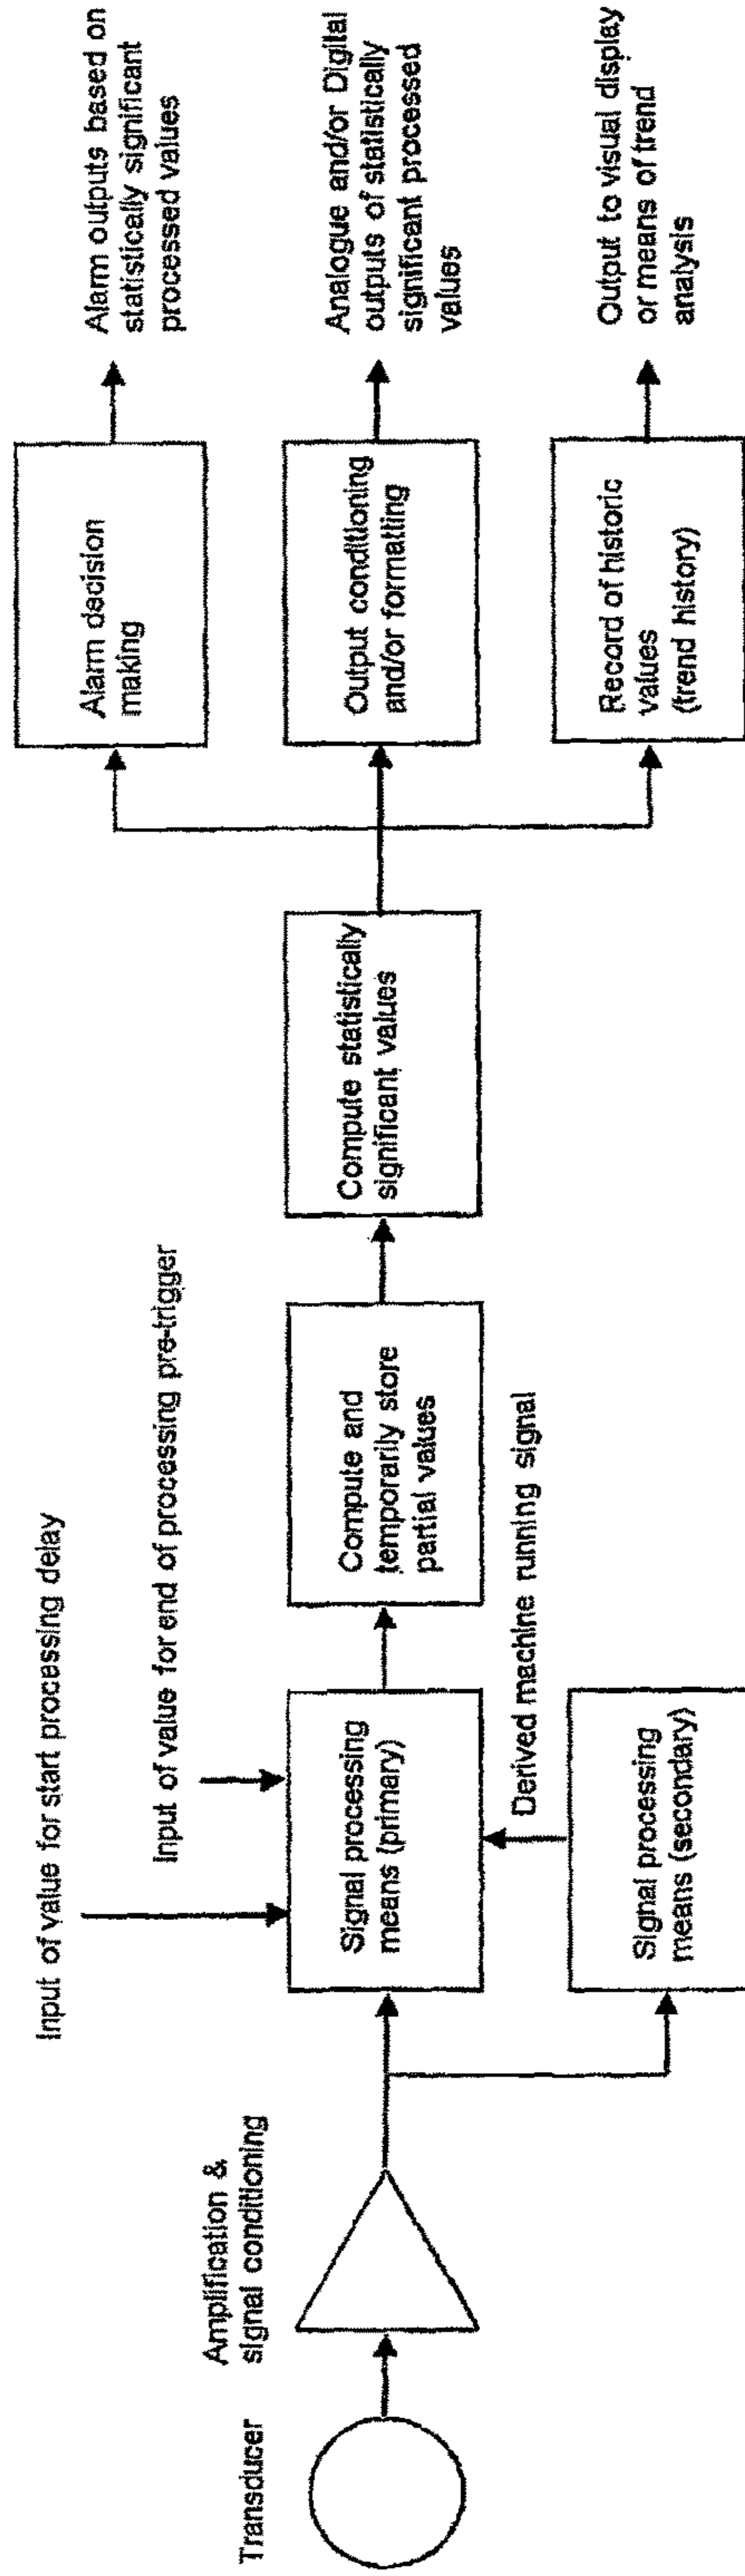 Transducer
Amplification &
signal conditioning
Input of value for start processing delay
Input of value for end of processing pre-trigger
Signal processing
means (primary)
Derived machine running signal
Signal processing
means (secondary)
Compute and
temporarily store
partial values
Compute statistically
significant values
Alarm decision
making
Alarm outputs based on
statistically significant
processed values
Output conditioning
and/or formatting
Analogue and/or Digital
outputs of statistically
significant processed
values
Record of historic
values
(trend history)
Output to visual display
or means of trend
analysis